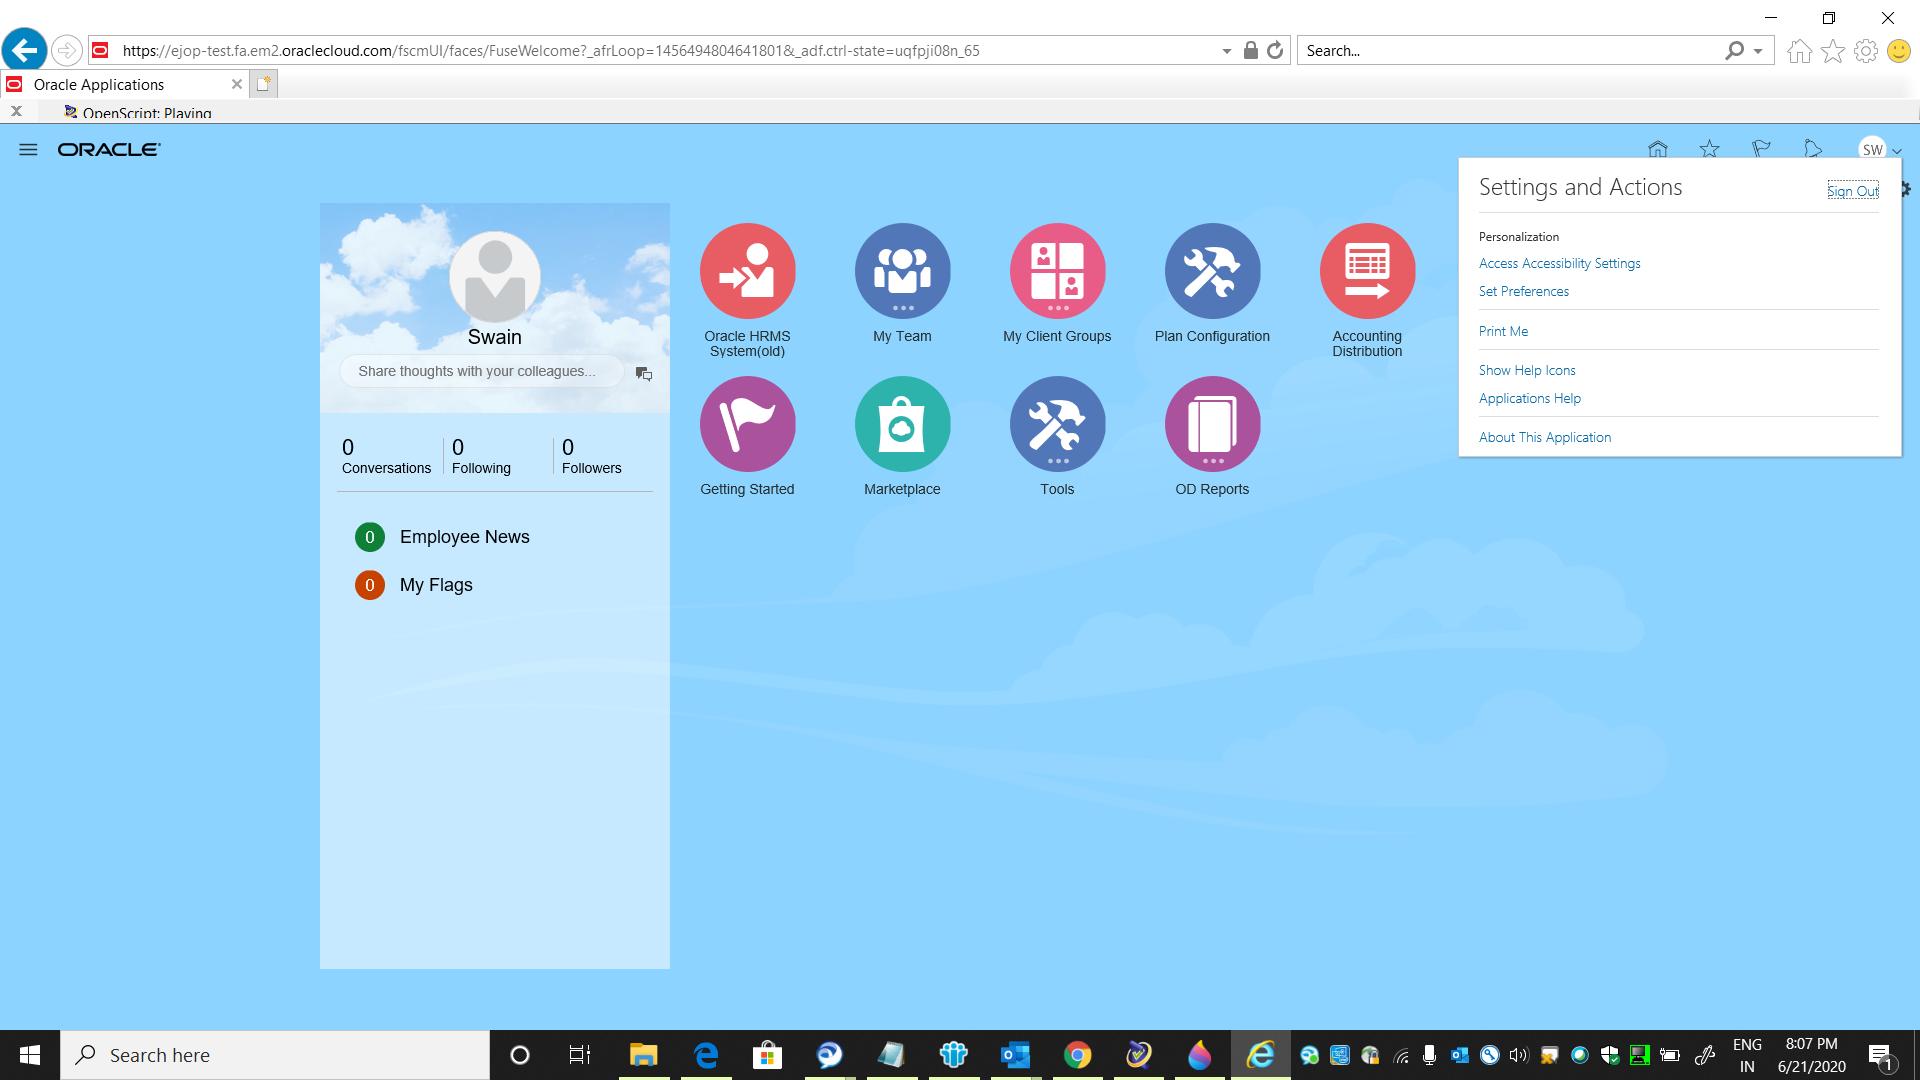 https://ejop-test.fa.em2.oraclecloud.com/fscmUI/faces/FuseWelcome?_afrLoop=1456494804641801&_adf.ctrl-state=uqfpji08n_65
Search...
Oracle Applications
OpenScript: Playing
ORACLE
SW
Settings and Actions
Sign Out
Personalization
Access Accessibility Settings
Set Preferences
Print Me
Show Help Icons
Applications Help
About This Application
Swain
Share thoughts with your colleagues...
0
Conversations
0
Following
0
Followers
0 Employee News
0 My Flags
Oracle HRMS
System(old)
My Team
My Client Groups
Plan Configuration
Accounting
Distribution
Getting Started
Marketplace
Tools
OD Reports
Search here
ENG
IN
8:07 PM
6/21/2020
1